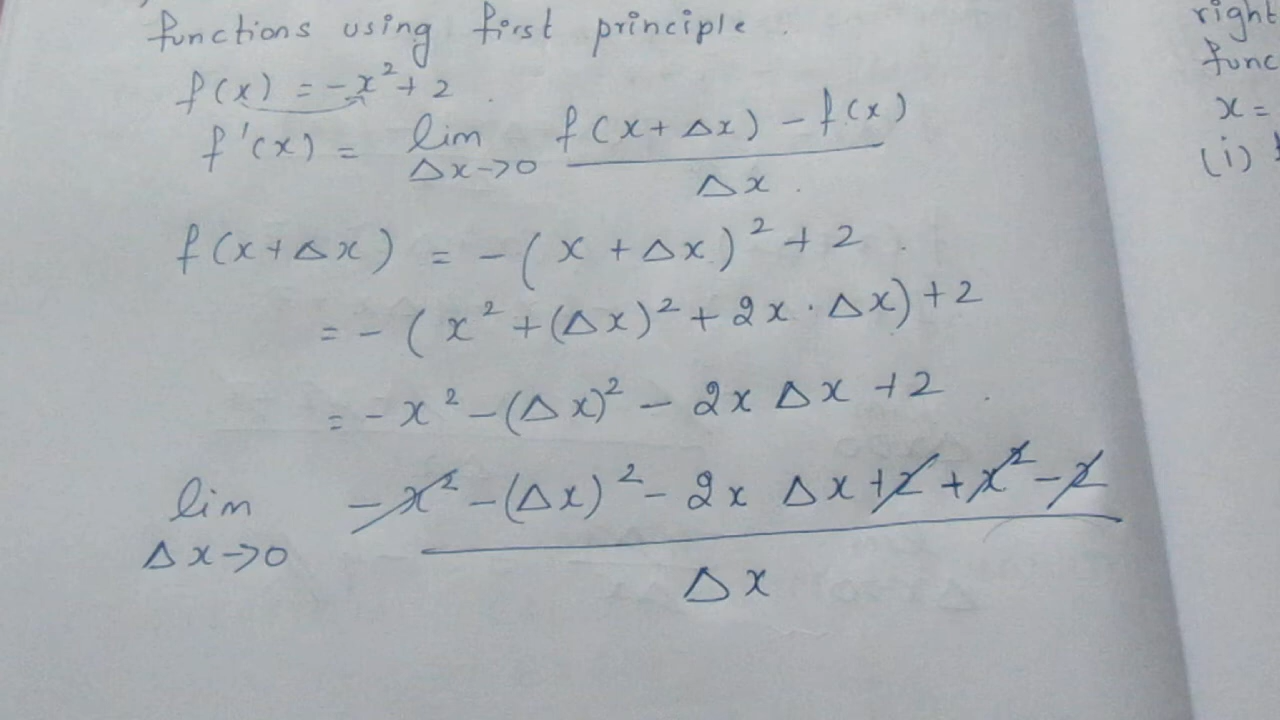 functions using first principle.
f(x) = -x² + 2.
f'(x) = lim Δx→0 f(x + Δx) - f(x) / Δx.
f(x + Δx) = -(x + Δx)² + 2.
= -(x² + (Δx)² + 2x · Δx) + 2
= -x² - (Δx)² - 2x Δx + 2.
lim Δx→0 -x² - (Δx)² - 2x Δx + 2 + x² - 2 / Δx
right
func
x =
(i)